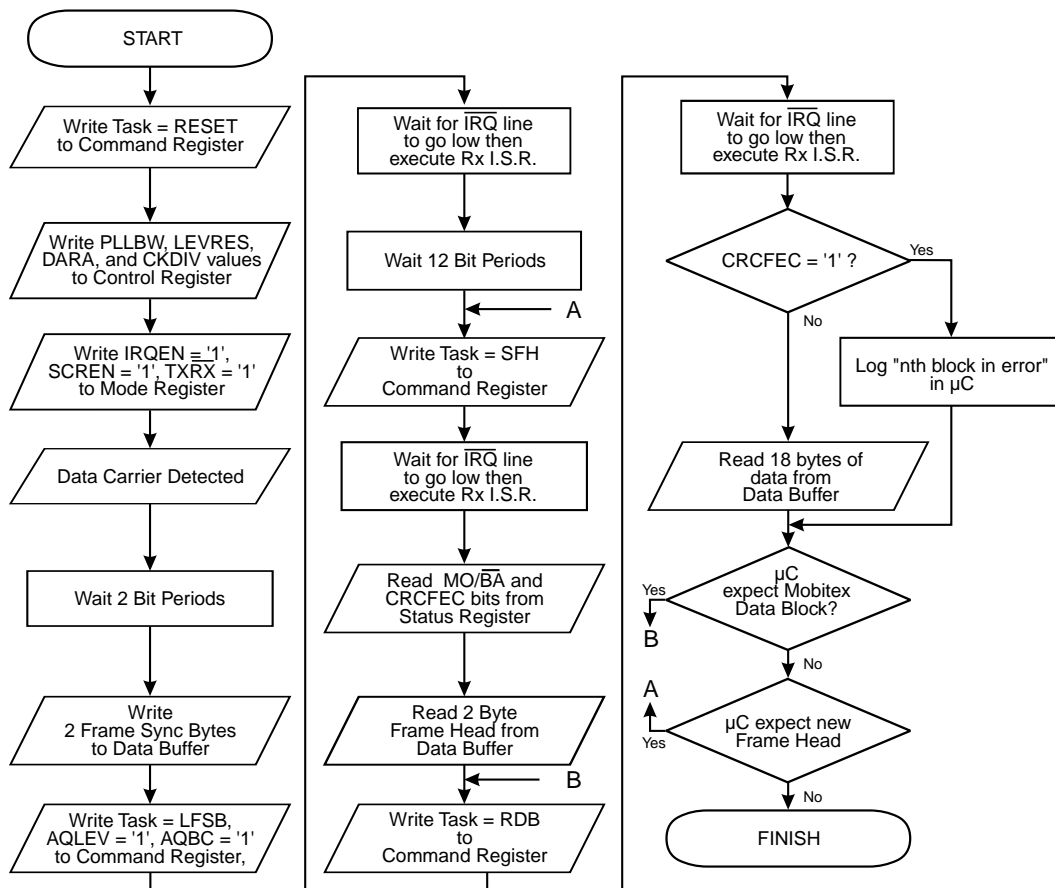 START
Write Task = RESET
to Command Register
Write PLLBW, LEVRES,
DARA, and CKDIV values
to Control Register
Write IRQEN = '1',
SCREN = '1', TXRX = '1'
to Mode Register
Data Carrier Detected
Wait 2 Bit Periods
Write
2 Frame Sync Bytes
to Data Buffer
Write Task = LFSB,
AQLEV = '1', AQBC = '1'
to Command Register,
Wait for IRQ line
to go low then
execute Rx I.S.R.
Wait 12 Bit Periods
A
Write Task = SFH
to
Command Register
Wait for IRQ line
to go low then
execute Rx I.S.R.
Read MO/BA and
CRCFEC bits from
Status Register
Read 2 Byte
Frame Head from
Data Buffer
B
Write Task = RDB
to
Command Register
Wait for IRQ line
to go low then
execute Rx I.S.R.
CRCFEC = '1' ?
Yes
No
Log "nth block in error"
in µC
Read 18 bytes of
data from
Data Buffer
µC
expect Mobitex
Data Block?
Yes
B
No
A
µC expect new
Frame Head
Yes
No
FINISH